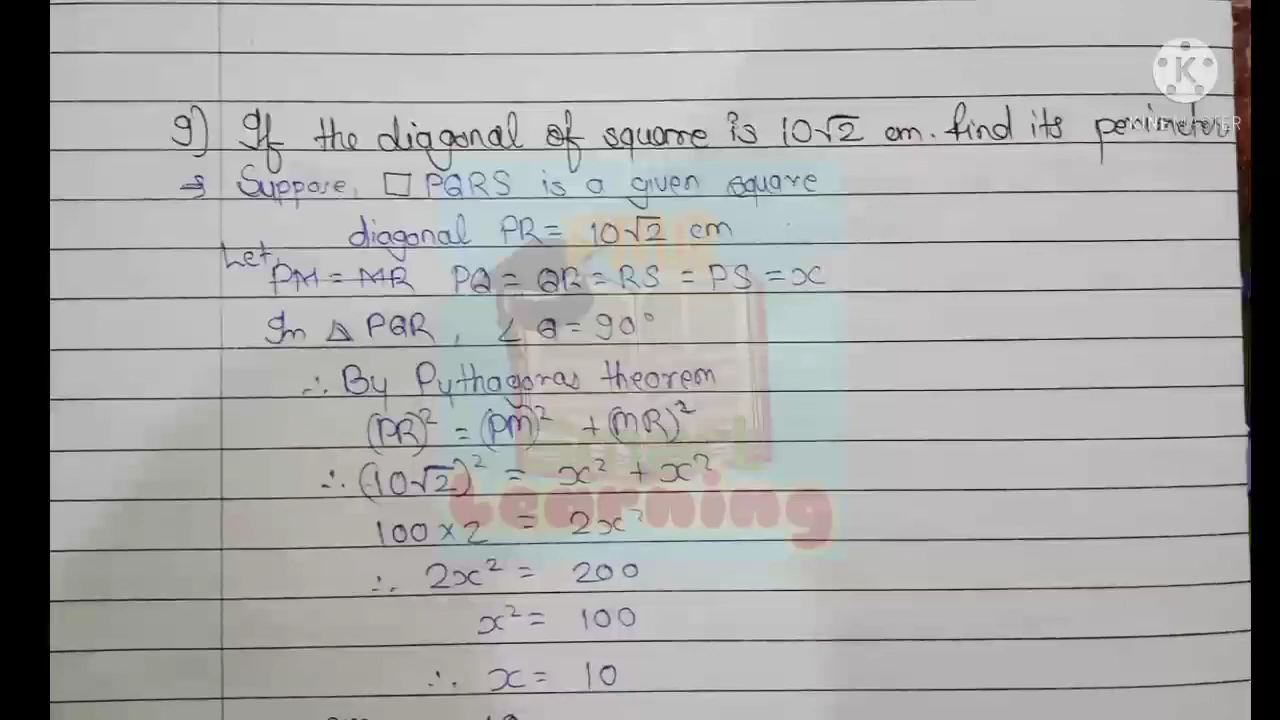 9) If the diagonal of square is 10√2 cm. find its perimeter.
⇒ Suppose, □ PQRS is a given square
diagonal PR = 10√2 cm
Let, PM = MR PQ = QR = RS = PS = x
In △ PQR, ∠Q = 90°
∴ By Pythagoras theorem
(PR)² = (PM)² + (MR)²
∴ (10√2)² = x² + x²
100 × 2 = 2x²
∴ 2x² = 200
x² = 100
∴ x = 10
K
Learning